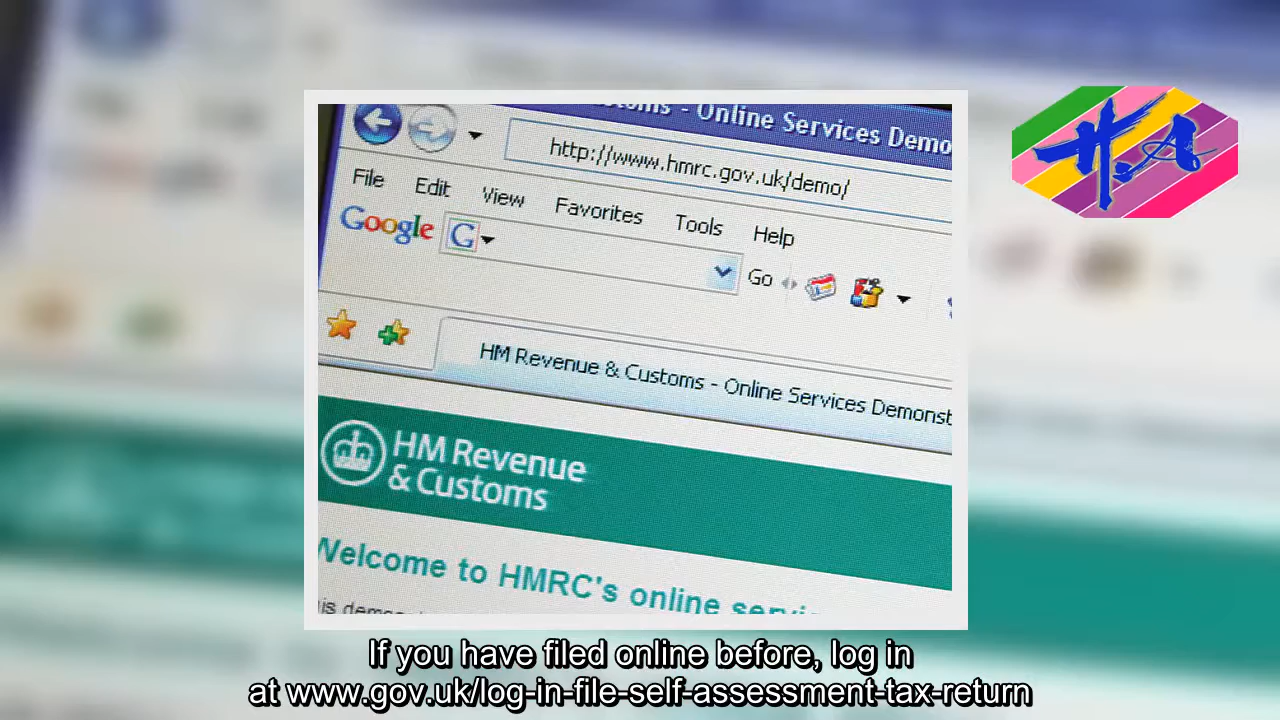 ustoms - Online Services Demo
http://www.hmrc.gov.uk/demo/
File Edit View Favorites Tools Help
Google G Go
HM Revenue & Customs - Online Services Demonst
HM Revenue
& Customs
Welcome to HMRC's online servi
is demo
H.A
If you have filed online before, log in
at www.gov.uk/log-in-file-self-assessment-tax-return